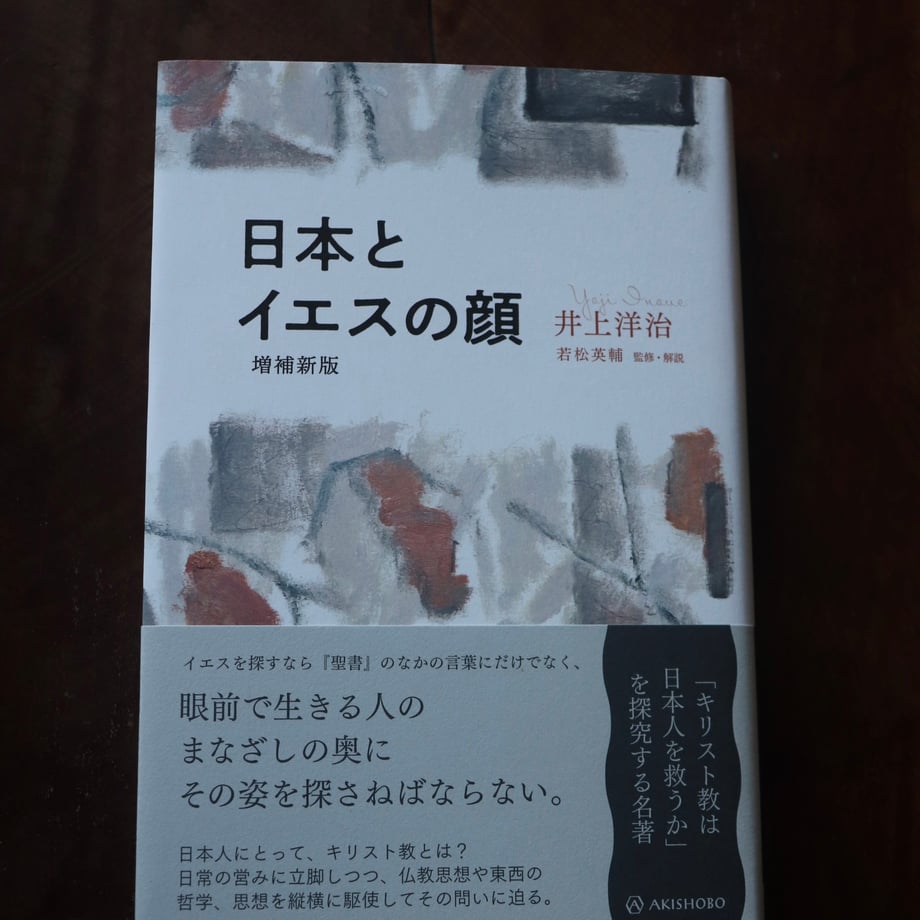 日本と
イエスの顔
増補新版
Yoji Inoue
井上洋治
若松英輔 監修・解説
イエスを探すなら『聖書』のなかの言葉にだけでなく、
眼前で生きる人の
まなざしの奥に
その姿を探さねばならない。
日本人にとって、キリスト教とは？
日常の営みに立脚しつつ、仏教思想や東西の
哲学、思想を縦横に駆使してその問いに迫る。
「キリスト教は
日本人を救うか」
を探究する名著
AKISHOBO